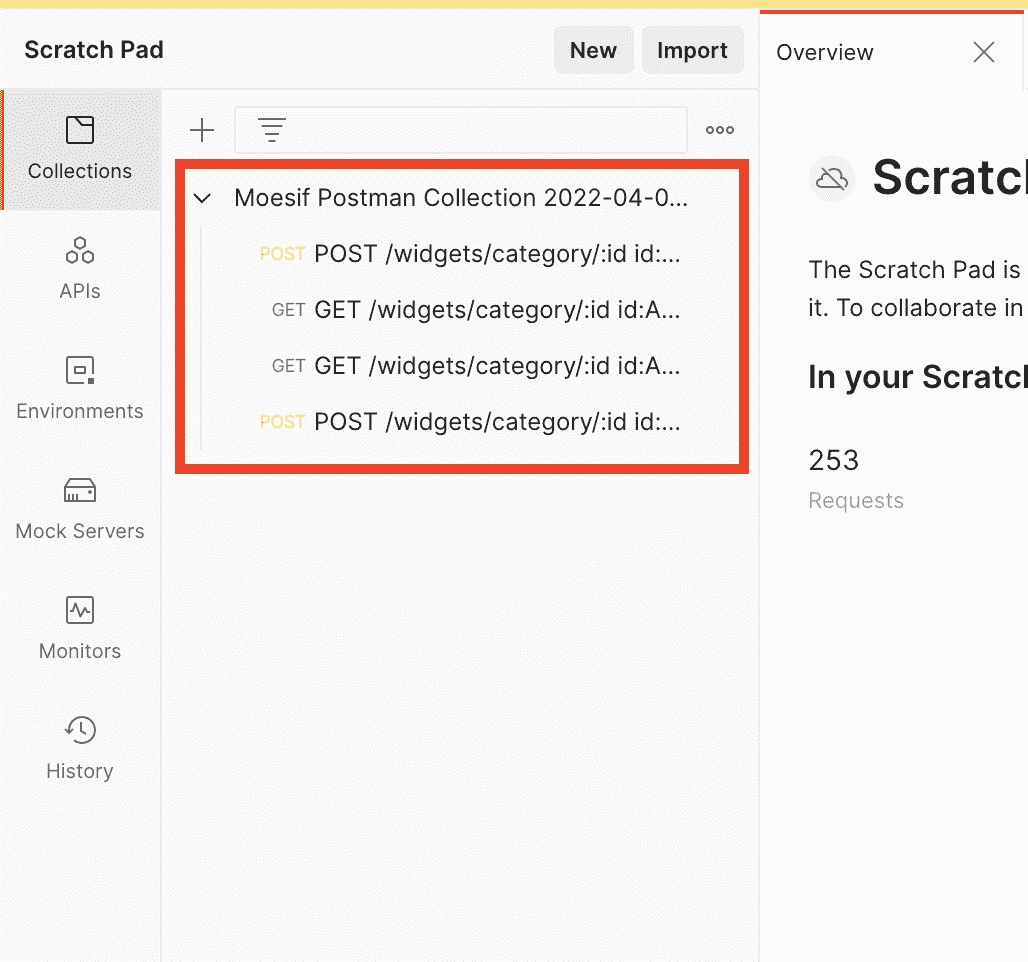 Scratch Pad
New
Import
Collections
APIs
Environments
Mock Servers
Monitors
History
Moesif Postman Collection 2022-04-0...
POST POST /widgets/category/:id id:...
GET GET /widgets/category/:id id:A...
GET GET /widgets/category/:id id:A...
POST POST /widgets/category/:id id:...
Overview
Scratc
The Scratch Pad is
it. To collaborate in
In your Scratch
253
Requests